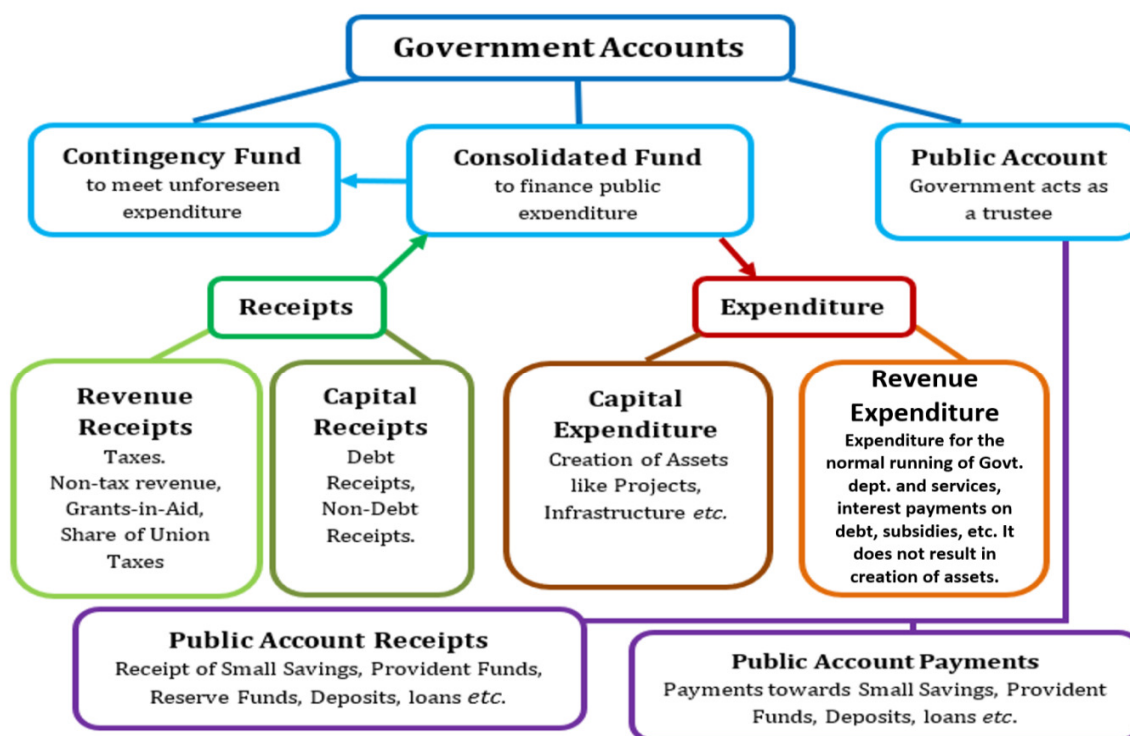 Government Accounts
Contingency Fund
to meet unforeseen
expenditure
Consolidated Fund
to finance public
expenditure
Public Account
Government acts as
a trustee
Receipts
Expenditure
Revenue
Receipts
Taxes.
Non-tax revenue,
Grants-in-Aid,
Share of Union
Taxes
Capital
Receipts
Debt
Receipts,
Non-Debt
Receipts.
Capital
Expenditure
Creation of Assets
like Projects,
Infrastructure etc.
Revenue
Expenditure
Expenditure for the
normal running of Govt.
dept. and services,
interest payments on
debt, subsidies, etc. It
does not result in
creation of assets.
Public Account Receipts
Receipt of Small Savings, Provident Funds,
Reserve Funds, Deposits, loans etc.
Public Account Payments
Payments towards Small Savings, Provident
Funds, Deposits, loans etc.